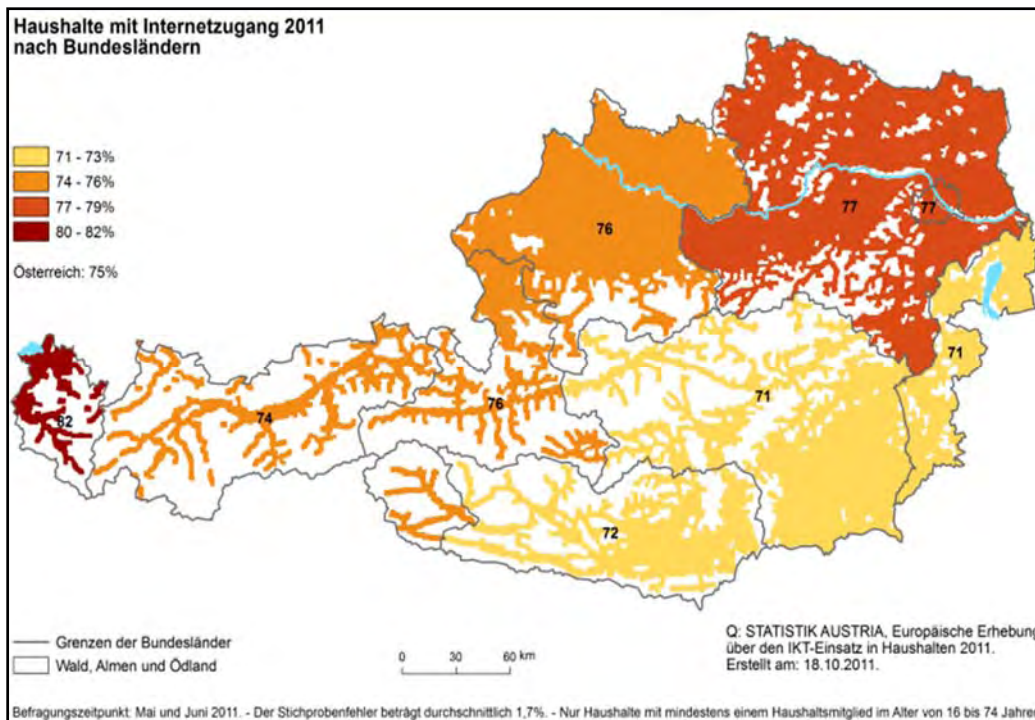 Haushalte mit Internetzugang 2011
nach Bundesländern
71 - 73%
74 - 76%
77 - 79%
80 - 82%
Österreich: 75%
76
77
77
71
82
74
76
71
72
Grenzen der Bundesländer
Wald, Almen und Ödland
0 30 60 km
Q: STATISTIK AUSTRIA, Europäische Erhebung
über den IKT-Einsatz in Haushalten 2011.
Erstellt am: 18.10.2011.
Befragungszeitpunkt: Mai und Juni 2011. - Der Stichprobenfehler beträgt durchschnittlich 1,7%. - Nur Haushalte mit mindestens einem Haushaltsmitglied im Alter von 16 bis 74 Jahre